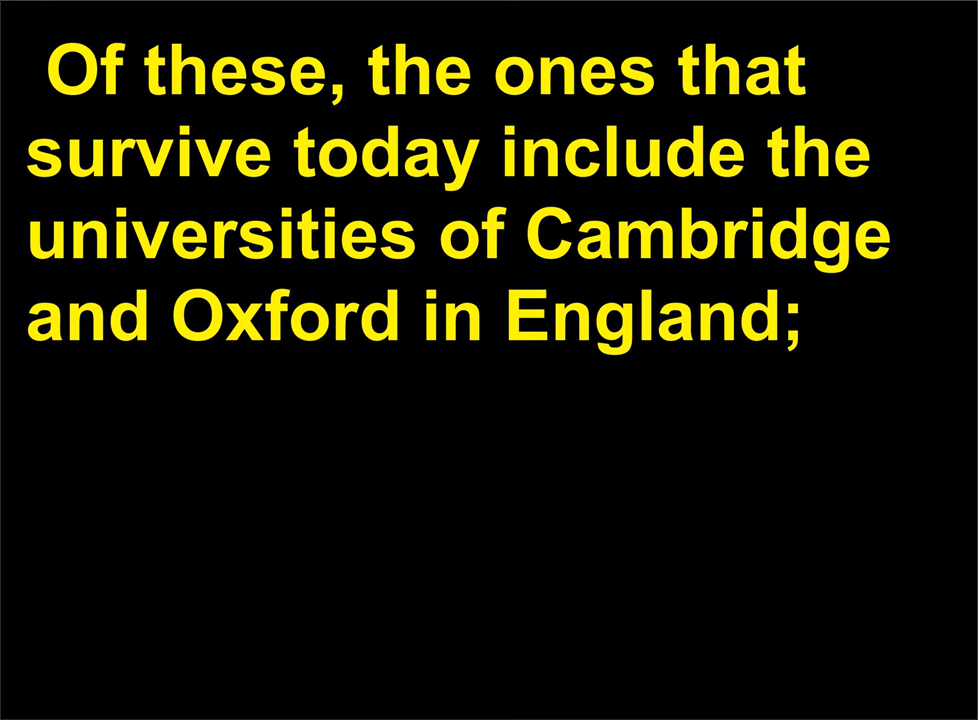 Of these, the ones that
survive today include the
universities of Cambridge
and Oxford in England;